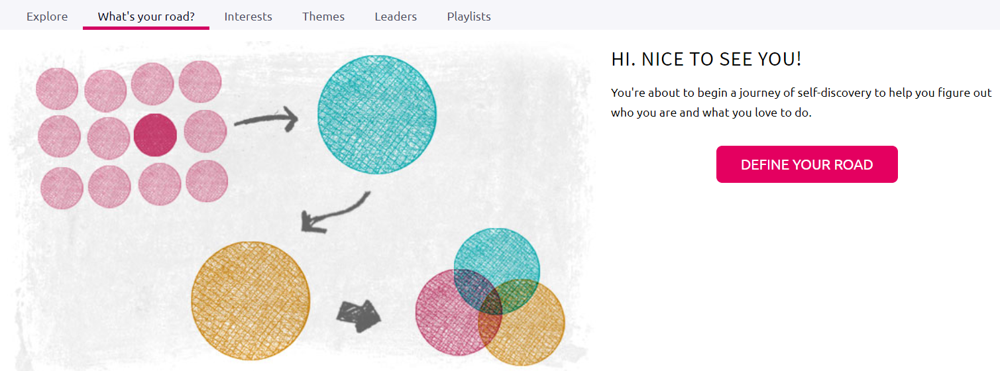 Explore What's your road? Interests Themes Leaders Playlists
HI. NICE TO SEE YOU!
You're about to begin a journey of self-discovery to help you figure out
who you are and what you love to do.
DEFINE YOUR ROAD